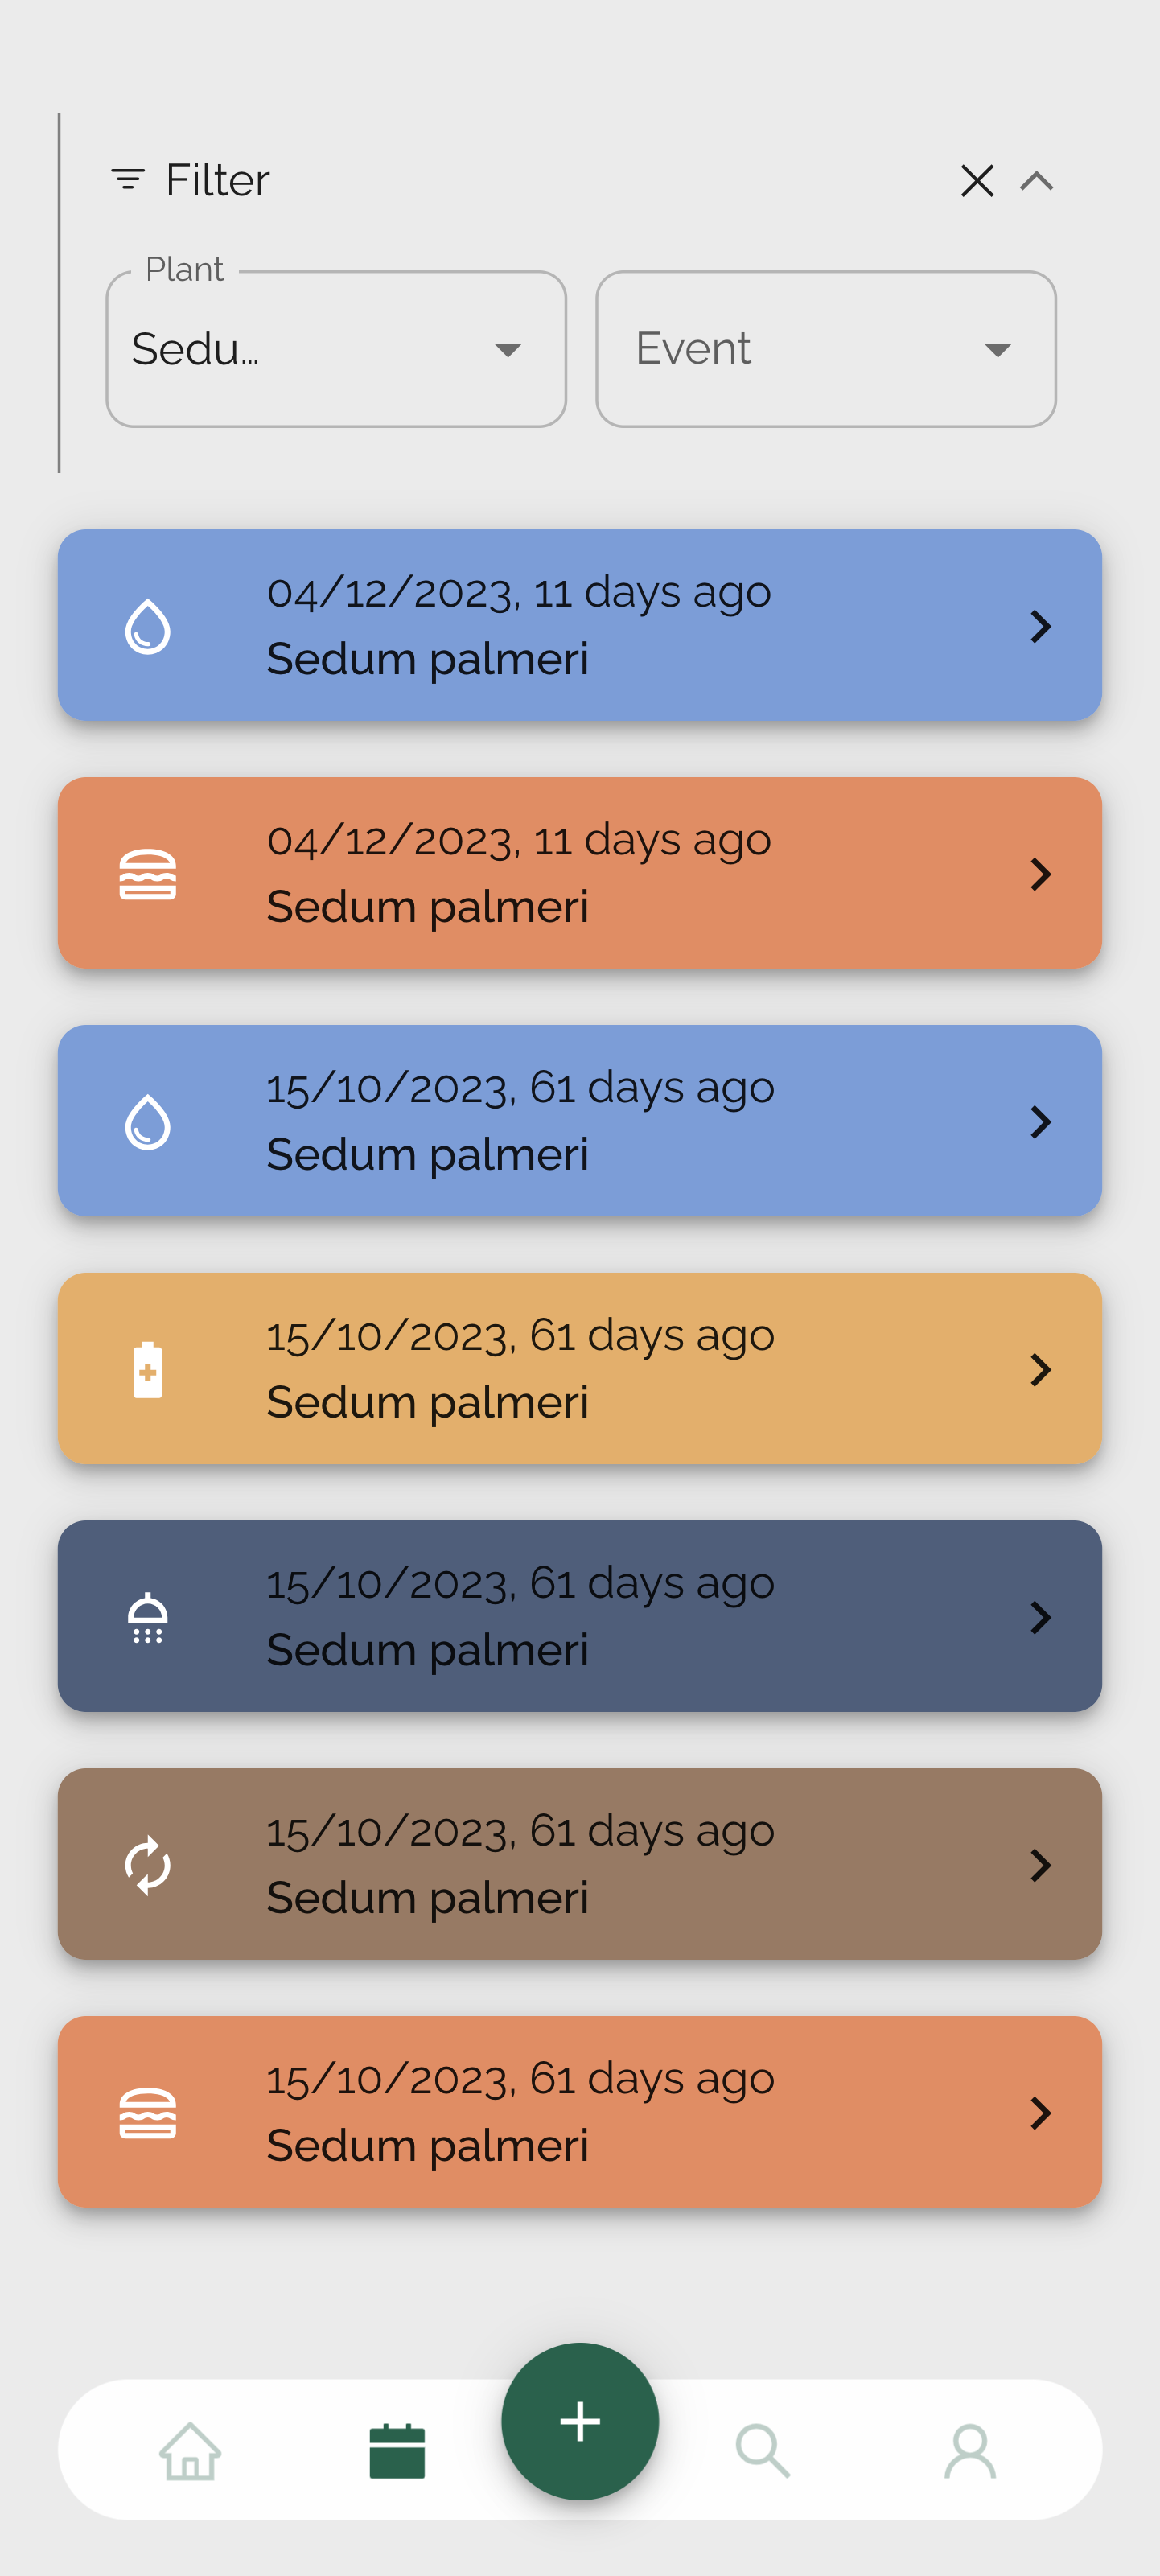 Filter
Plant
Sedu...
Event
04/12/2023, 11 days ago
Sedum palmeri
04/12/2023, 11 days ago
Sedum palmeri
15/10/2023, 61 days ago
Sedum palmeri
15/10/2023, 61 days ago
Sedum palmeri
15/10/2023, 61 days ago
Sedum palmeri
15/10/2023, 61 days ago
Sedum palmeri
15/10/2023, 61 days ago
Sedum palmeri